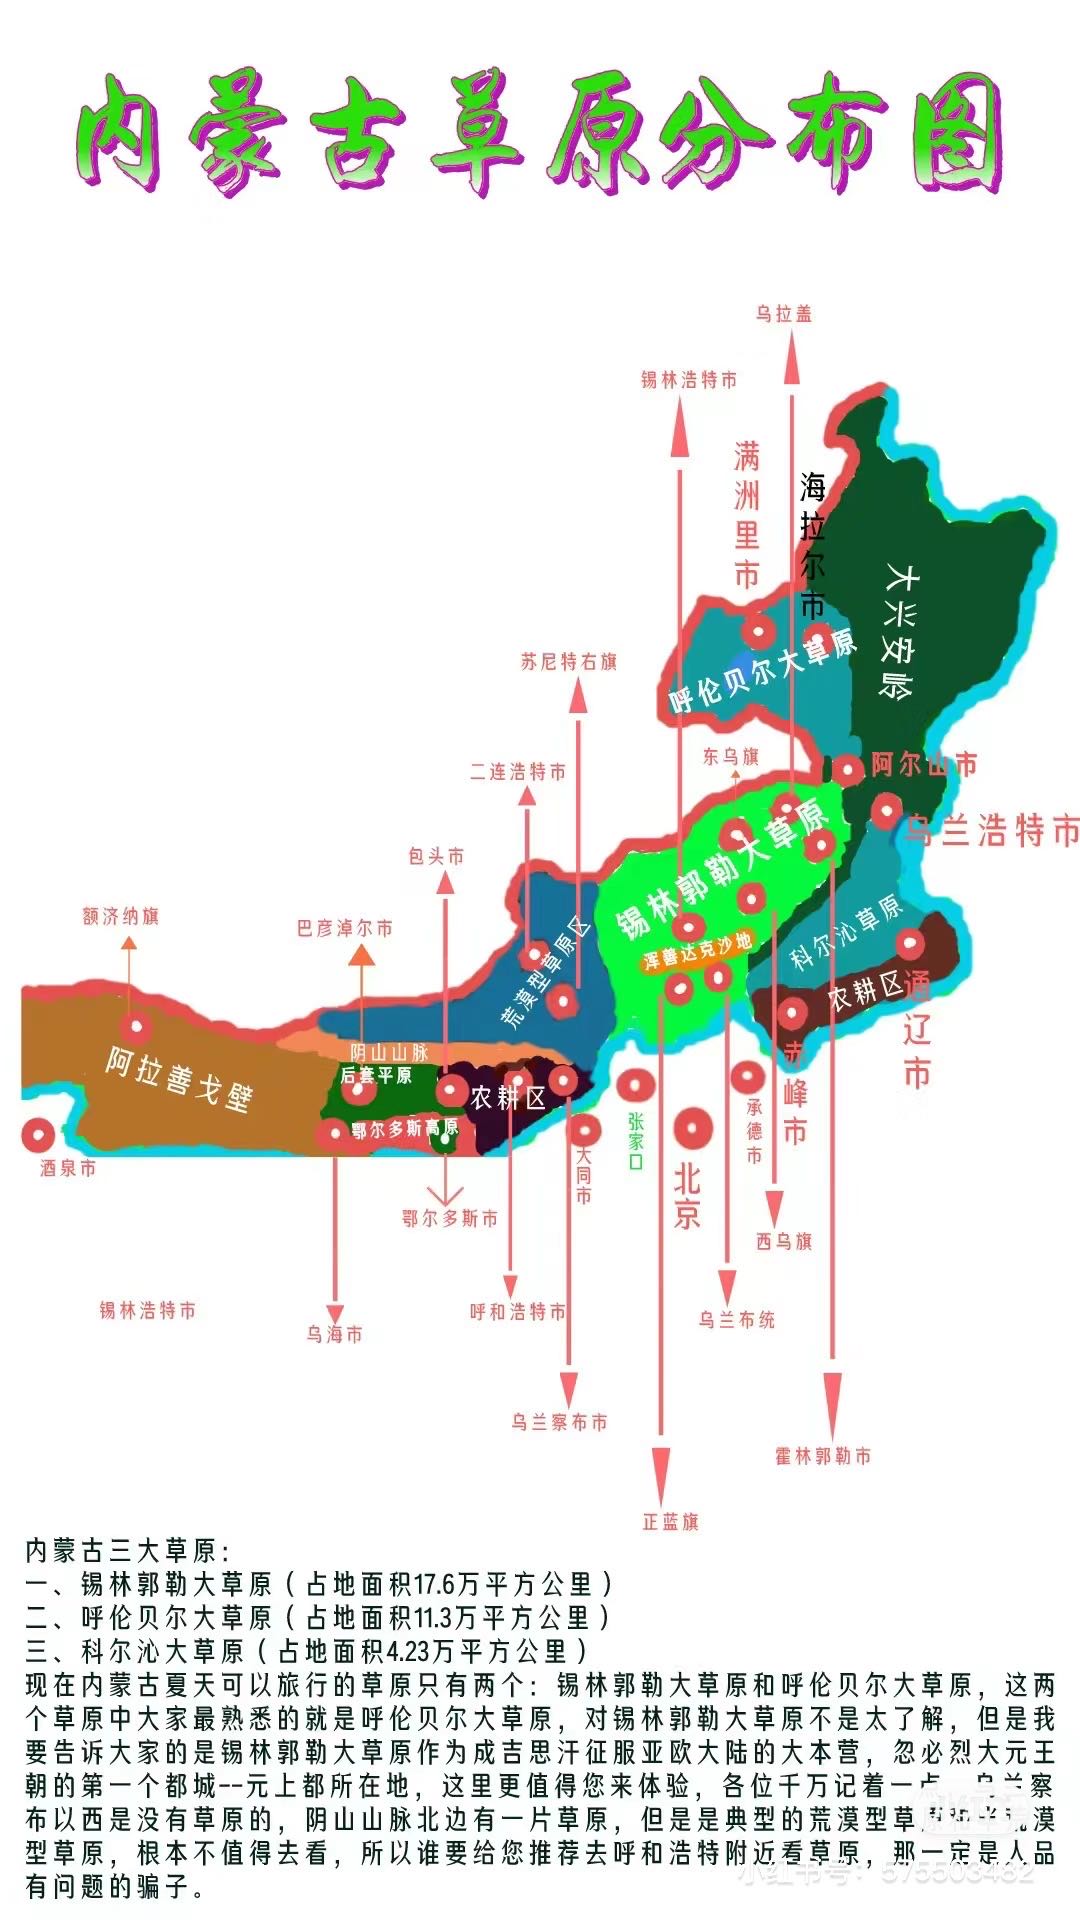 内蒙古草原分布图
乌拉盖
锡林浩特市
满洲里市
海拉尔市
大兴安岭
呼伦贝尔大草原
苏尼特右旗
东乌旗
阿尔山市
二连浩特市
乌兰浩特市
锡林郭勒大草原
包头市
额济纳旗
巴彦淖尔市
荒漠型草原区
科尔沁草原
浑善达克沙地
农耕区
通辽市
阴山山脉
阿拉善戈壁
后套平原
农耕区
赤峰市
鄂尔多斯高原
张家口
承德市
酒泉市
大同市
北京
鄂尔多斯市
西乌旗
锡林浩特市
呼和浩特市
乌海市
乌兰布统
乌兰察布市
霍林郭勒市
正蓝旗
内蒙古三大草原：
一、锡林郭勒大草原（占地面积17.6万平方公里）
二、呼伦贝尔大草原（占地面积11.3万平方公里）
三、科尔沁大草原（占地面积4.23万平方公里）
现在内蒙古夏天可以旅行的草原只有两个：锡林郭勒大草原和呼伦贝尔大草原，这两
个草原中大家最熟悉的就是呼伦贝尔大草原，对锡林郭勒大草原不是太了解，但是我
要告诉大家的是锡林郭勒大草原作为成吉思汗征服亚欧大陆的大本营，忽必烈大元王
朝的第一个都城--元上都所在地，这里更值得您来体验，各位千万记着一点，乌兰察
布以西是没有草原的，阴山山脉北边有一片草原，但是是典型的荒漠型草 荒漠
型草原，根本不值得去看，所以谁要给您推荐去呼和浩特附近看草原，那一定是人品
有问题的骗子。
小红书号：575503482